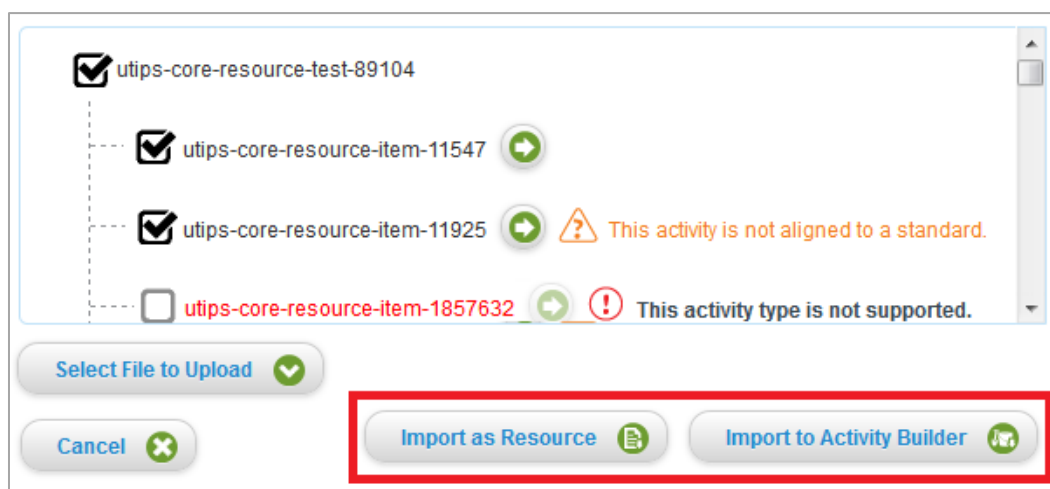 utips-core-resource-test-89104
utips-core-resource-item-11547
utips-core-resource-item-11925 This activity is not aligned to a standard.
utips-core-resource-item-1857632 This activity type is not supported.
Select File to Upload
Cancel Import as Resource Import to Activity Builder